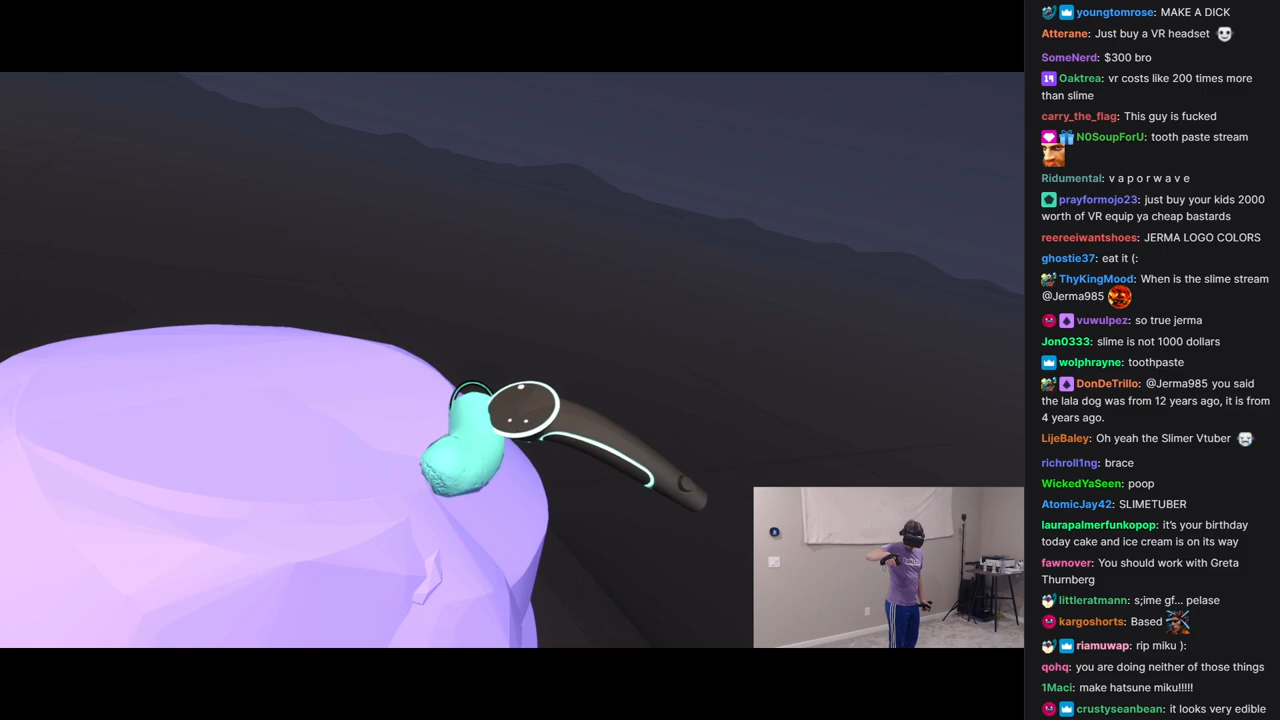 youngtomrose: MAKE A DICK
Atterane: Just buy a VR headset
SomeNerd: $300 bro
19 Oaktrea: vr costs like 200 times more
than slime
carry_the_flag: This guy is fucked
N0SoupForU: tooth paste stream
Ridumental: v a p o r w a v e
prayformojo23: just buy your kids 2000
worth of VR equip ya cheap bastards
reereeiwantshoes: JERMA LOGO COLORS
ghostie37: eat it (:
ThyKingMood: When is the slime stream
@Jerma985
vuwulpez: so true jerma
Jon0333: slime is not 1000 dollars
wolphrayne: toothpaste
DonDeTrillo: @Jerma985 you said
the lala dog was from 12 years ago, it is from
4 years ago.
LijeBaley: Oh yeah the Slimer Vtuber
richroll1ng: brace
WickedYaSeen: poop
AtomicJay42: SLIMETUBER
laurapalmerfunkopop: it's your birthday
today cake and ice cream is on its way
fawnover: You should work with Greta
Thurnberg
littleratmann: s;ime gf... pelase
kargoshorts: Based
riamuwap: rip miku ):
qohq: you are doing neither of those things
1Maci: make hatsune miku!!!!!
crustyseanbean: it looks very edible